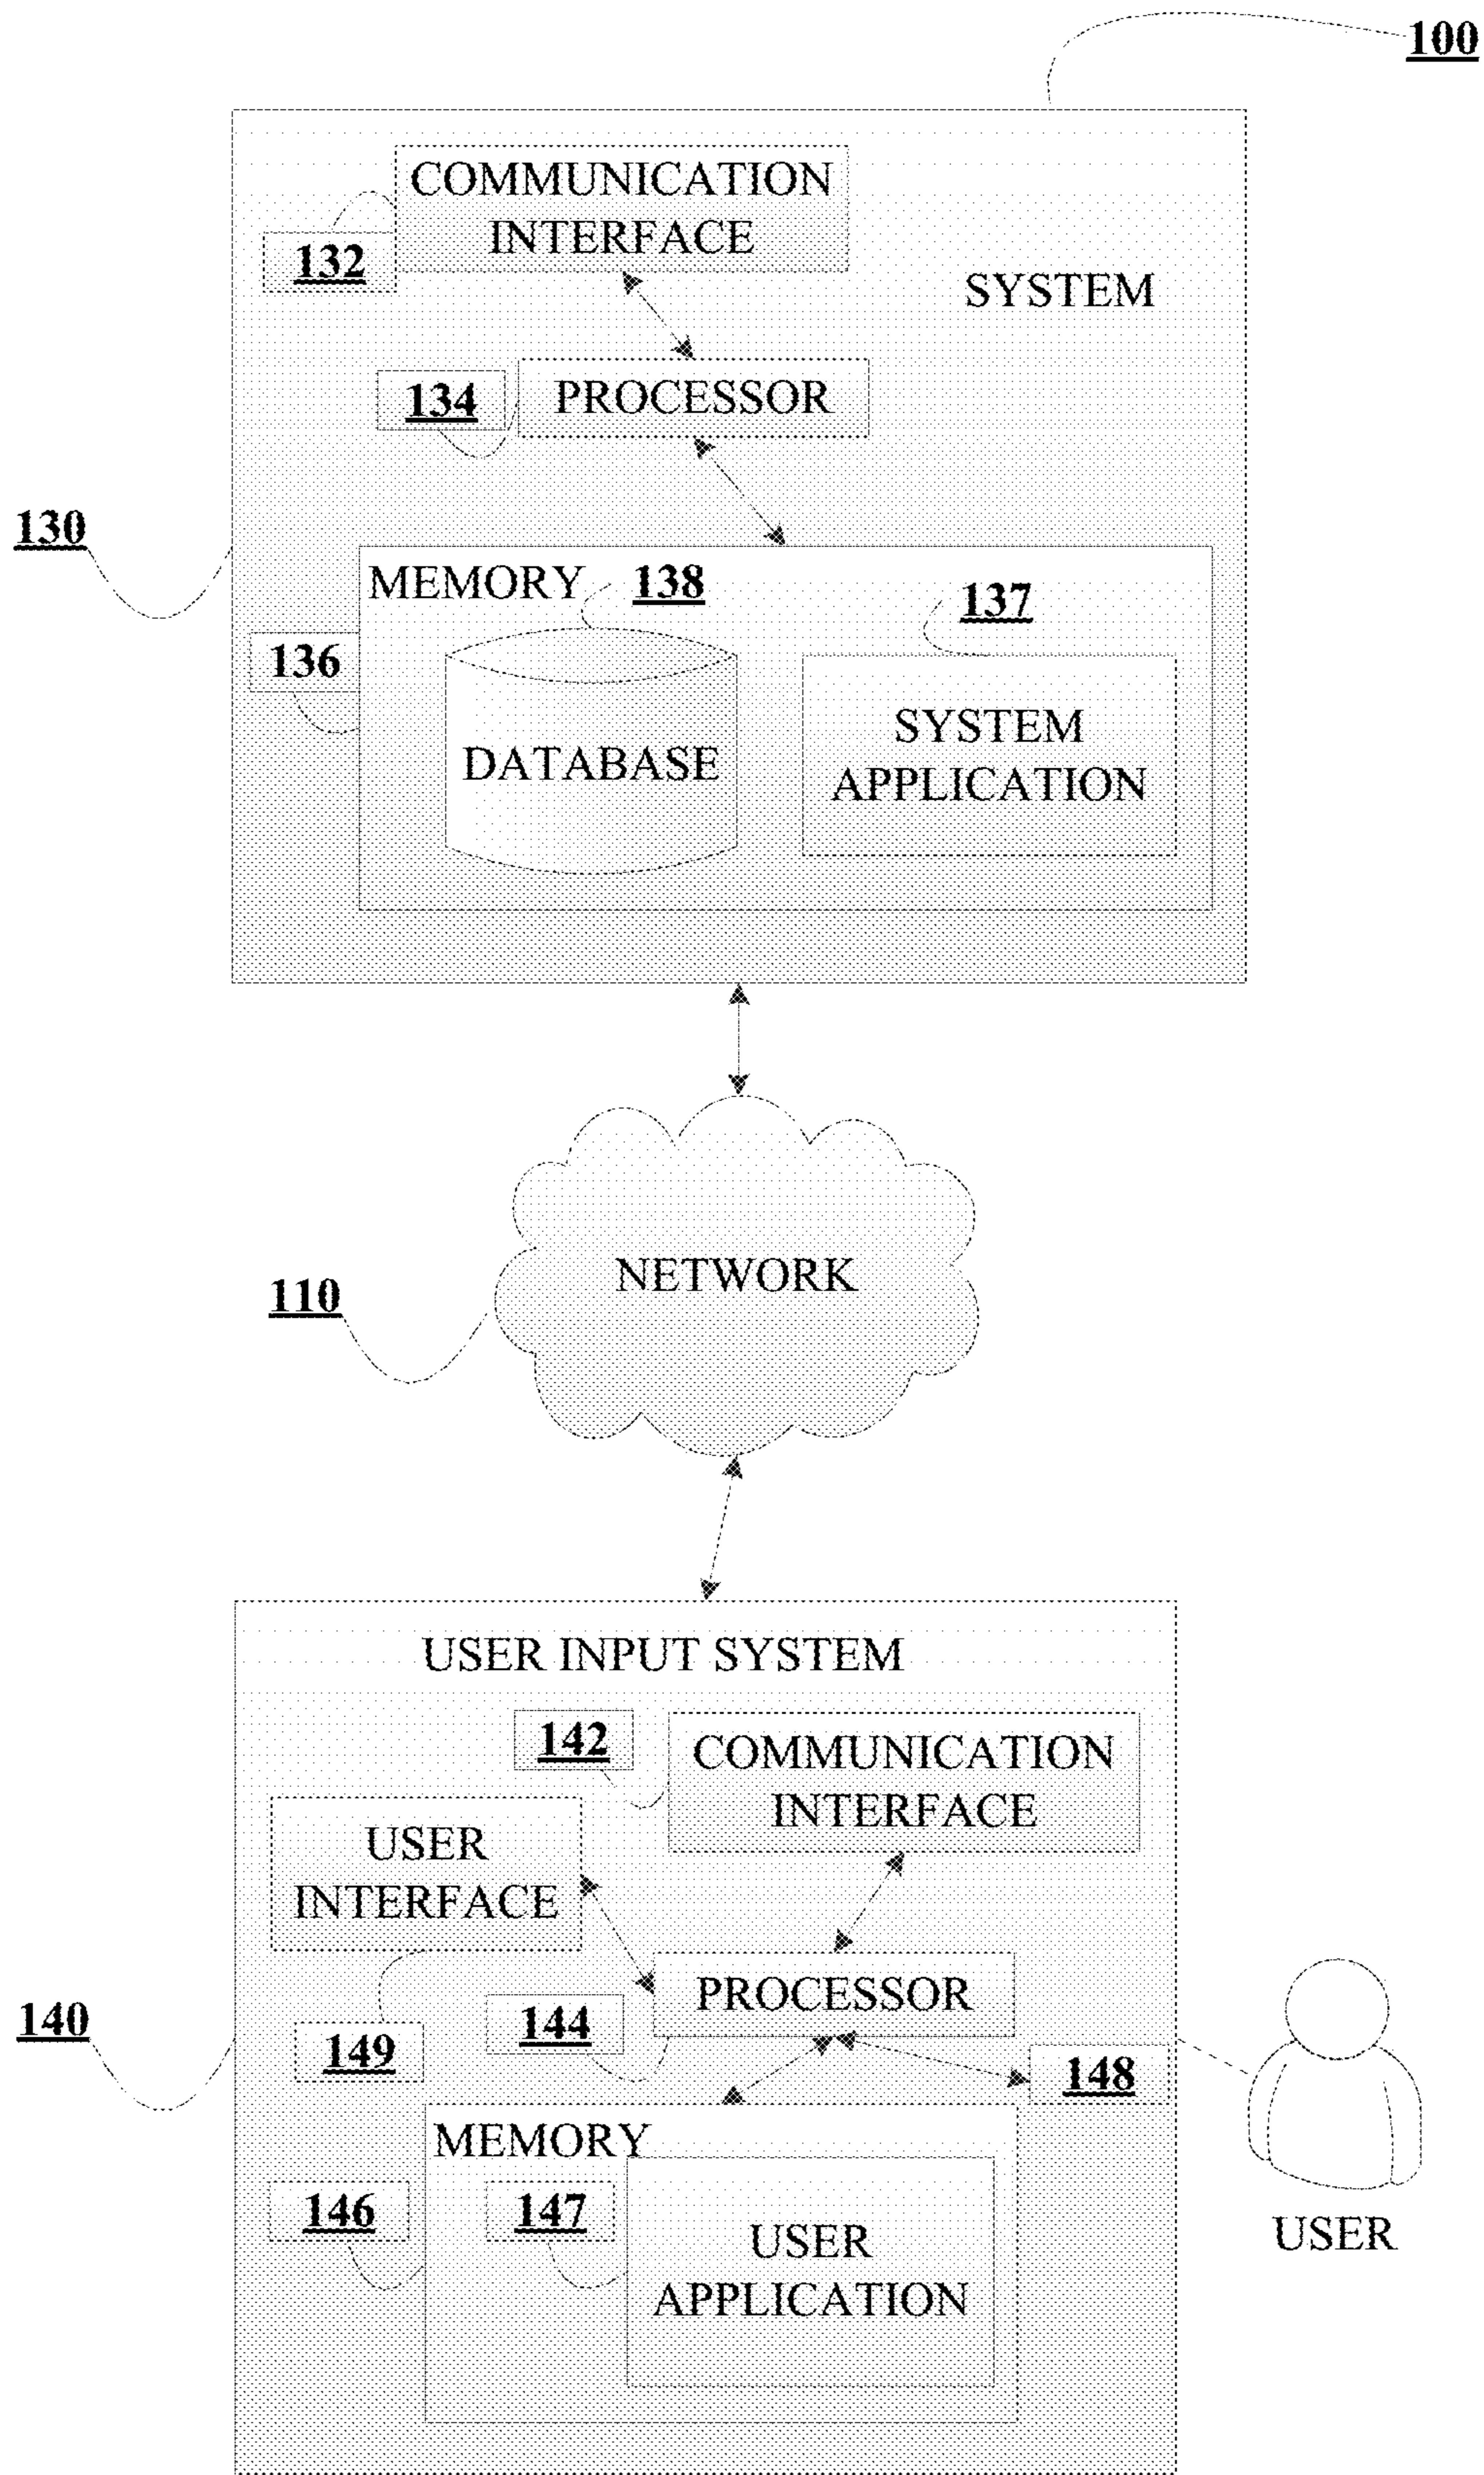 100
COMMUNICATION
INTERFACE
132
SYSTEM
134
PROCESSOR
130
MEMORY
138
137
136
DATABASE
SYSTEM
APPLICATION
NETWORK
110
USER INPUT SYSTEM
142
COMMUNICATION
INTERFACE
USER
INTERFACE
PROCESSOR
144
140
149
148
MEMORY
146
147
USER
APPLICATION
USER